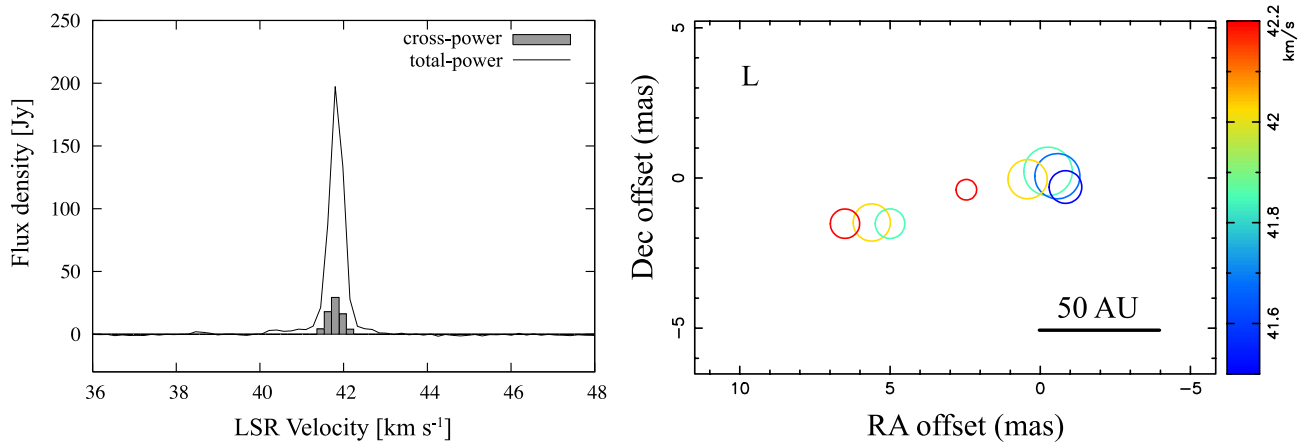 250
200
150
100
50
0
Flux density [Jy]
cross-power
total-power
36
38
40
42
44
46
48
LSR Velocity [km s-1]
5
0
−5
Dec offset (mas)
L
50 AU
10
5
0
−5
RA offset (mas)
42.2
km/s
42
41.8
41.6